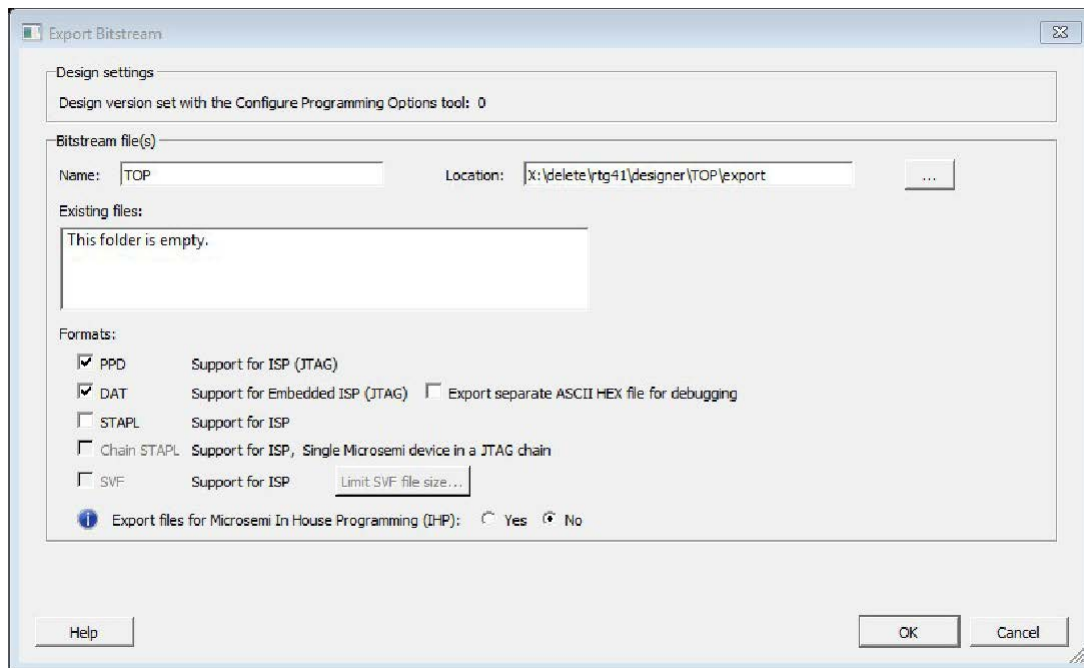 Export Bitstream
Design settings
Design version set with the Configure Programming Options tool: 0
Bitstream file(s)
Name: TOP Location: X:\delete\rtg41\designer\TOP\export ...
Existing files:
This folder is empty.
Formats:
PPD Support for ISP (JTAG)
DAT Support for Embedded ISP (JTAG) Export separate ASCII HEX file for debugging
STAPL Support for ISP
Chain STAPL Support for ISP, Single Microsemi device in a JTAG chain
SVF Support for ISP Limit SVF file size...
Export files for Microsemi In House Programming (IHP): Yes No
Help OK Cancel